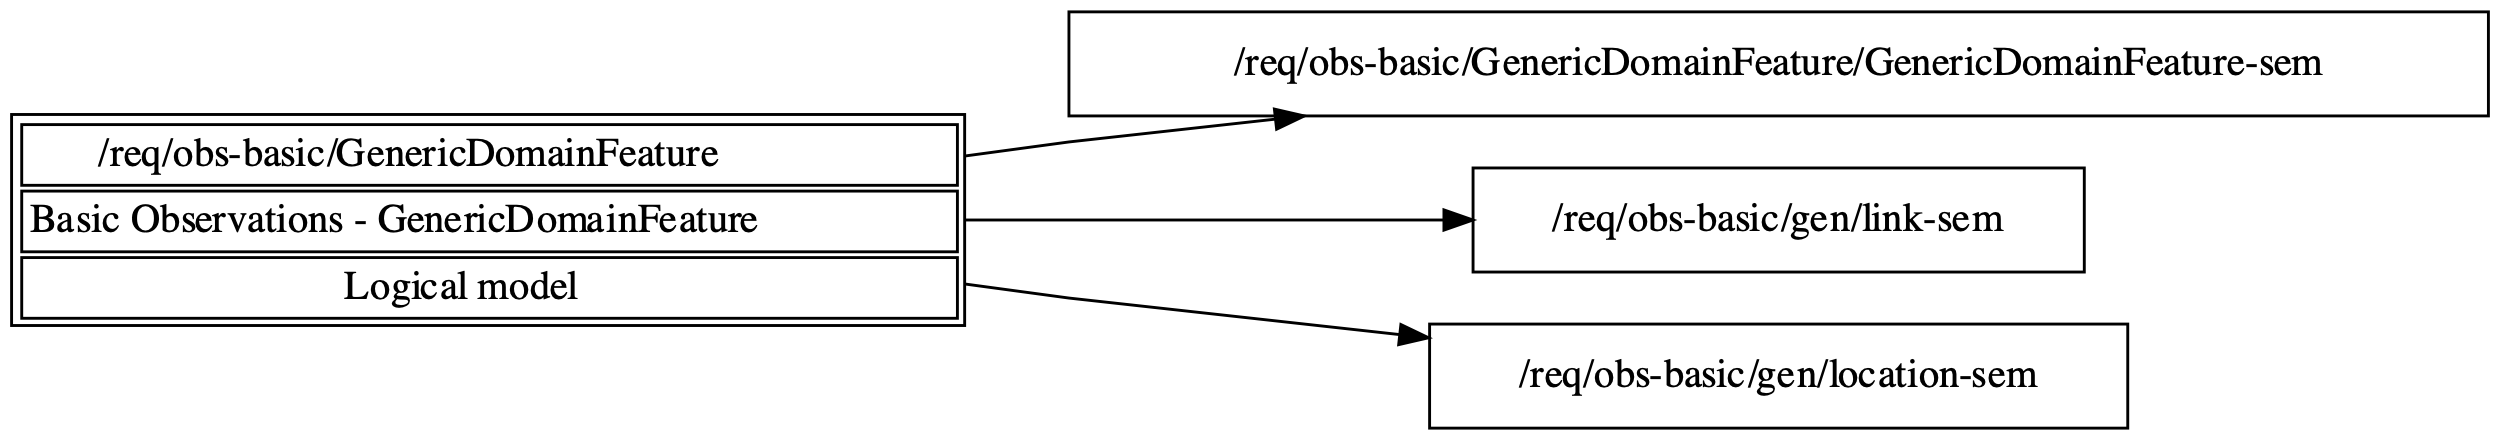 /req/obs-basic/GenericDomainFeature
Basic Observations - GenericDomainFeature
Logical model
/req/obs-basic/GenericDomainFeature/GenericDomainFeature-sem
/req/obs-basic/gen/link-sem
/req/obs-basic/gen/location-sem